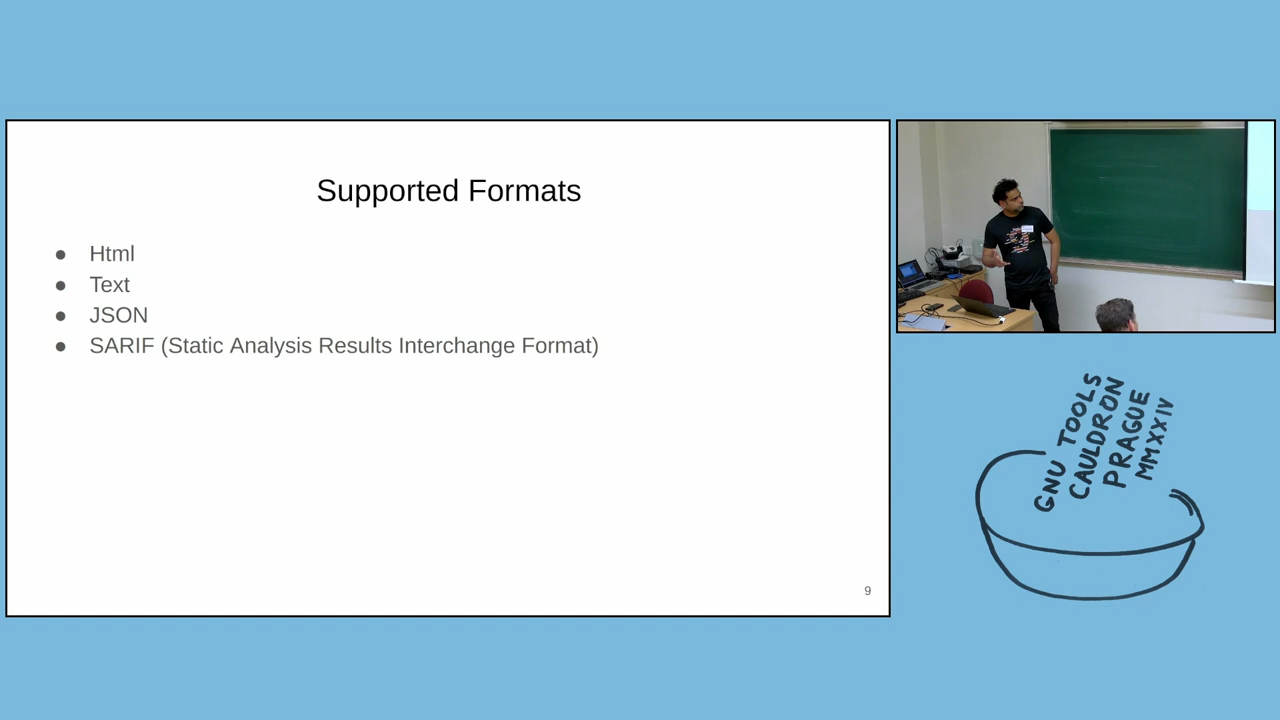 Supported Formats
● Html
● Text
● JSON
● SARIF (Static Analysis Results Interchange Format)
9
GNU TOOLS
CAULDRON
PRAGUE
MMXXIV